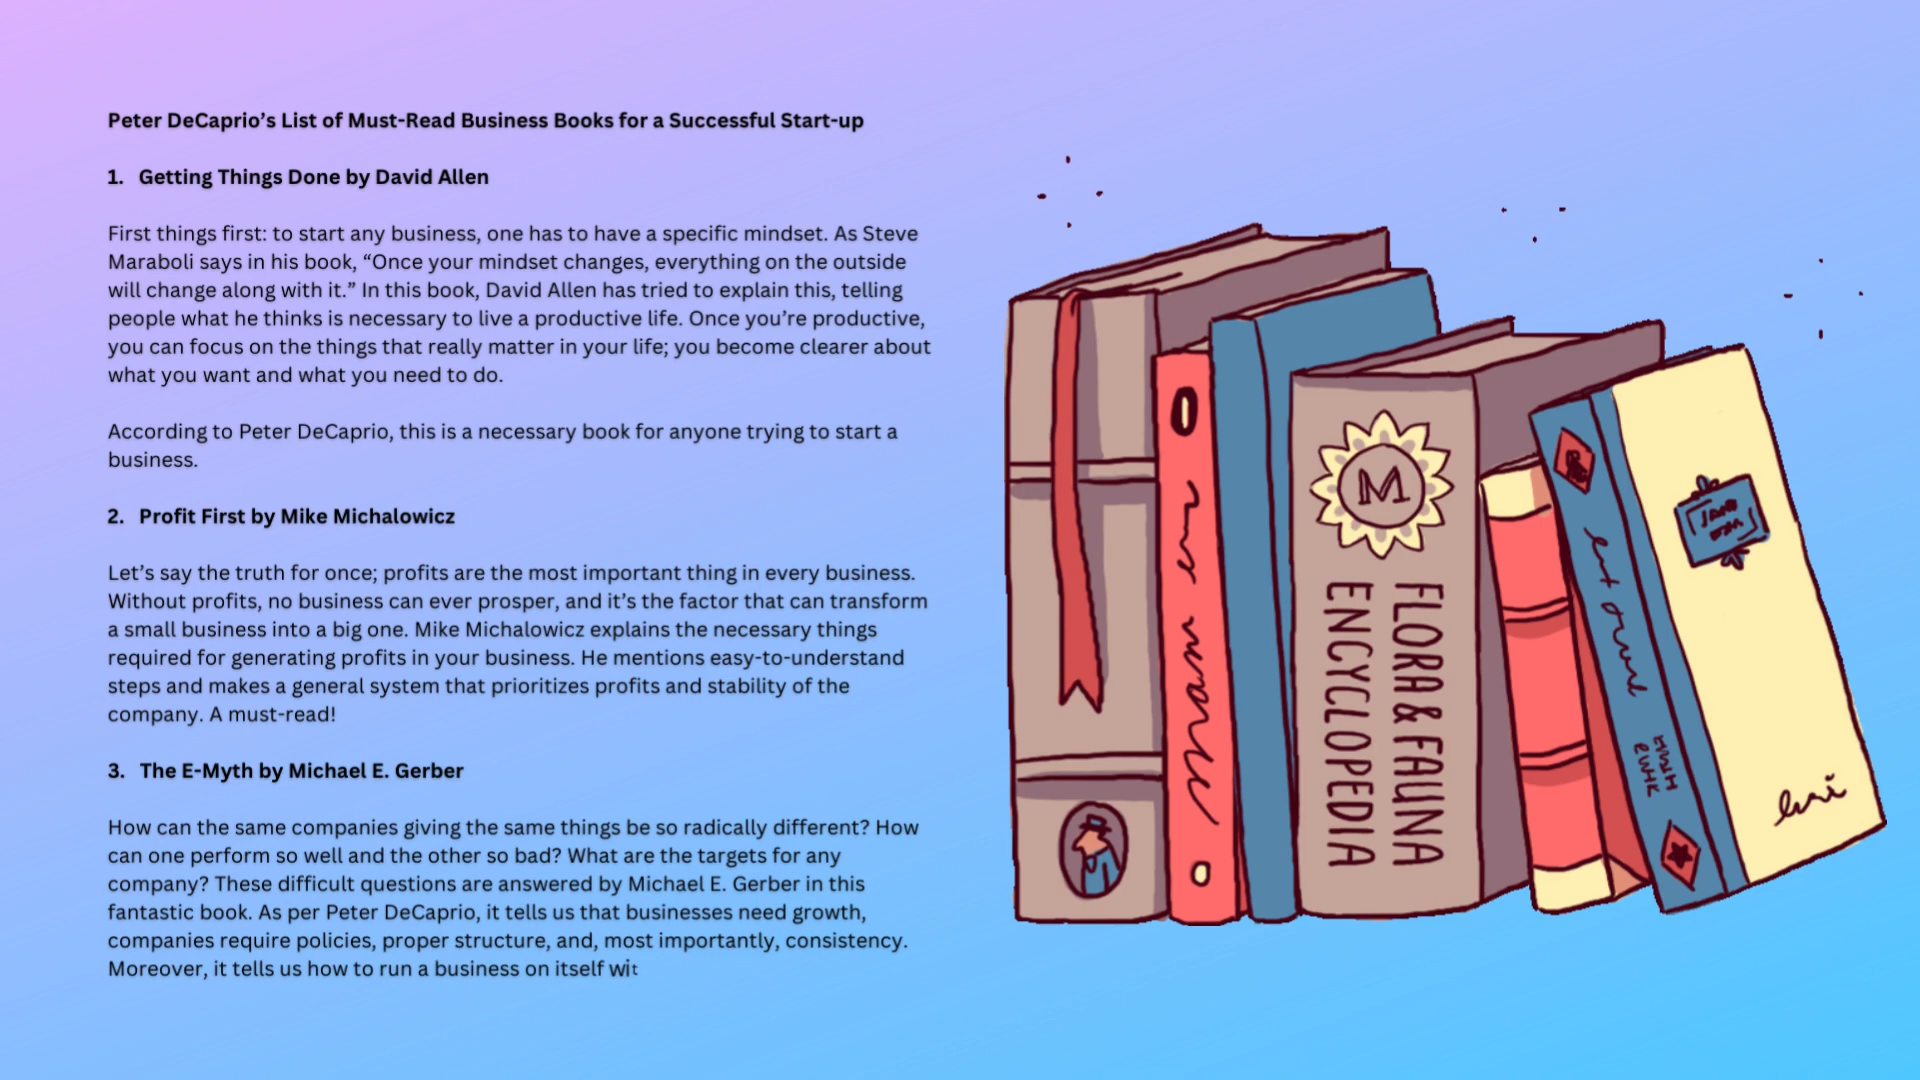 Peter DeCaprio’s List of Must-Read Business Books for a Successful Start-up
1. Getting Things Done by David Allen
First things first: to start any business, one has to have a specific mindset. As Steve
Maraboli says in his book, “Once your mindset changes, everything on the outside
will change along with it.” In this book, David Allen has tried to explain this, telling
people what he thinks is necessary to live a productive life. Once you’re productive,
you can focus on the things that really matter in your life; you become clearer about
what you want and what you need to do.
According to Peter DeCaprio, this is a necessary book for anyone trying to start a
business.
2. Profit First by Mike Michalowicz
Let’s say the truth for once; profits are the most important thing in every business.
Without profits, no business can ever prosper, and it’s the factor that can transform
a small business into a big one. Mike Michalowicz explains the necessary things
required for generating profits in your business. He mentions easy-to-understand
steps and makes a general system that prioritizes profits and stability of the
company. A must-read!
3. The E-Myth by Michael E. Gerber
How can the same companies giving the same things be so radically different? How
can one perform so well and the other so bad? What are the targets for any
company? These difficult questions are answered by Michael E. Gerber in this
fantastic book. As per Peter DeCaprio, it tells us that businesses need growth,
companies require policies, proper structure, and, most importantly, consistency.
Moreover, it tells us how to run a business on itself wit
M
FLORA & FAUNA
ENCYCLOPEDIA